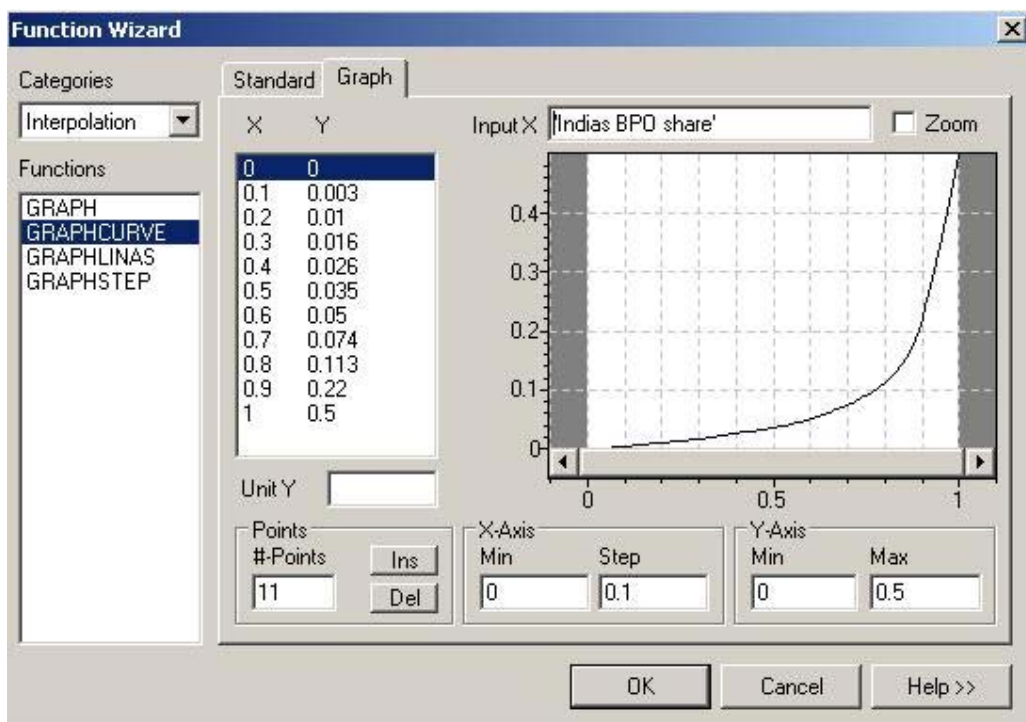 Function Wizard
Categories
Interpolation
Functions
GRAPH
GRAPHCURVE
GRAPHLINAS
GRAPHSTEP
Standard
Graph
X Y
0 0
0.1 0.003
0.2 0.01
0.3 0.016
0.4 0.026
0.5 0.035
0.6 0.05
0.7 0.074
0.8 0.113
0.9 0.22
1 0.5
Unit Y
Input X 'Indias BPO share'
Zoom
0.4
0.3
0.2
0.1
0
0 0.5 1
Points
#-Points
11
Ins
Del
X-Axis
Min Step
0 0.1
Y-Axis
Min Max
0 0.5
OK
Cancel
Help >>